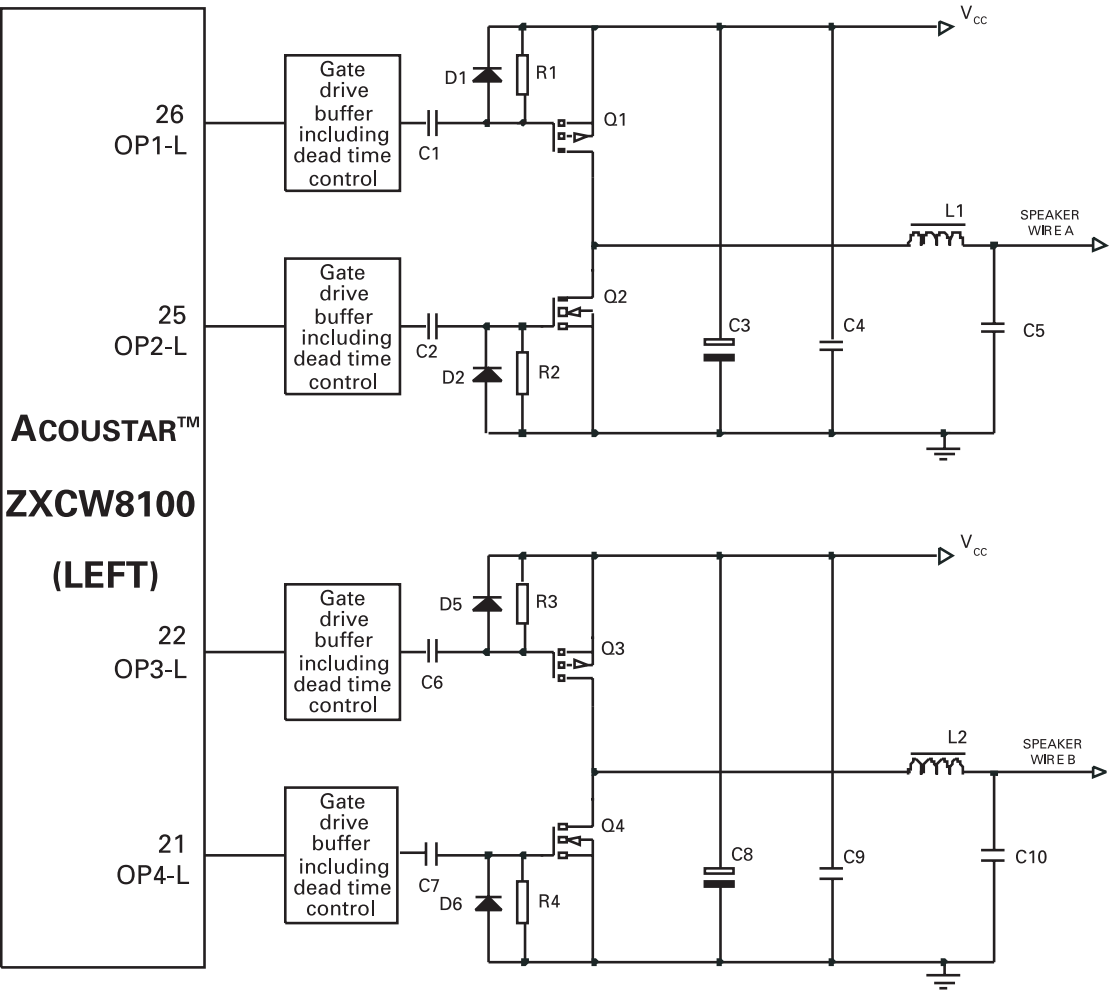 V CC
Gate
drive
buffer
including
dead time
control
D1
R1
26
OP1-L
C1
Q1
L1
SPEAKER
WIRE A
Gate
drive
buffer
including
dead time
control
25
OP2-L
C2
Q2
D2
R2
C3
C4
C5
ACOUSTAR™
ZXCW8100
(LEFT)
V CC
Gate
drive
buffer
including
dead time
control
D5
R3
22
OP3-L
C6
Q3
L2
SPEAKER
WIRE B
Gate
drive
buffer
including
dead time
control
21
OP4-L
C7
Q4
D6
R4
C8
C9
C10